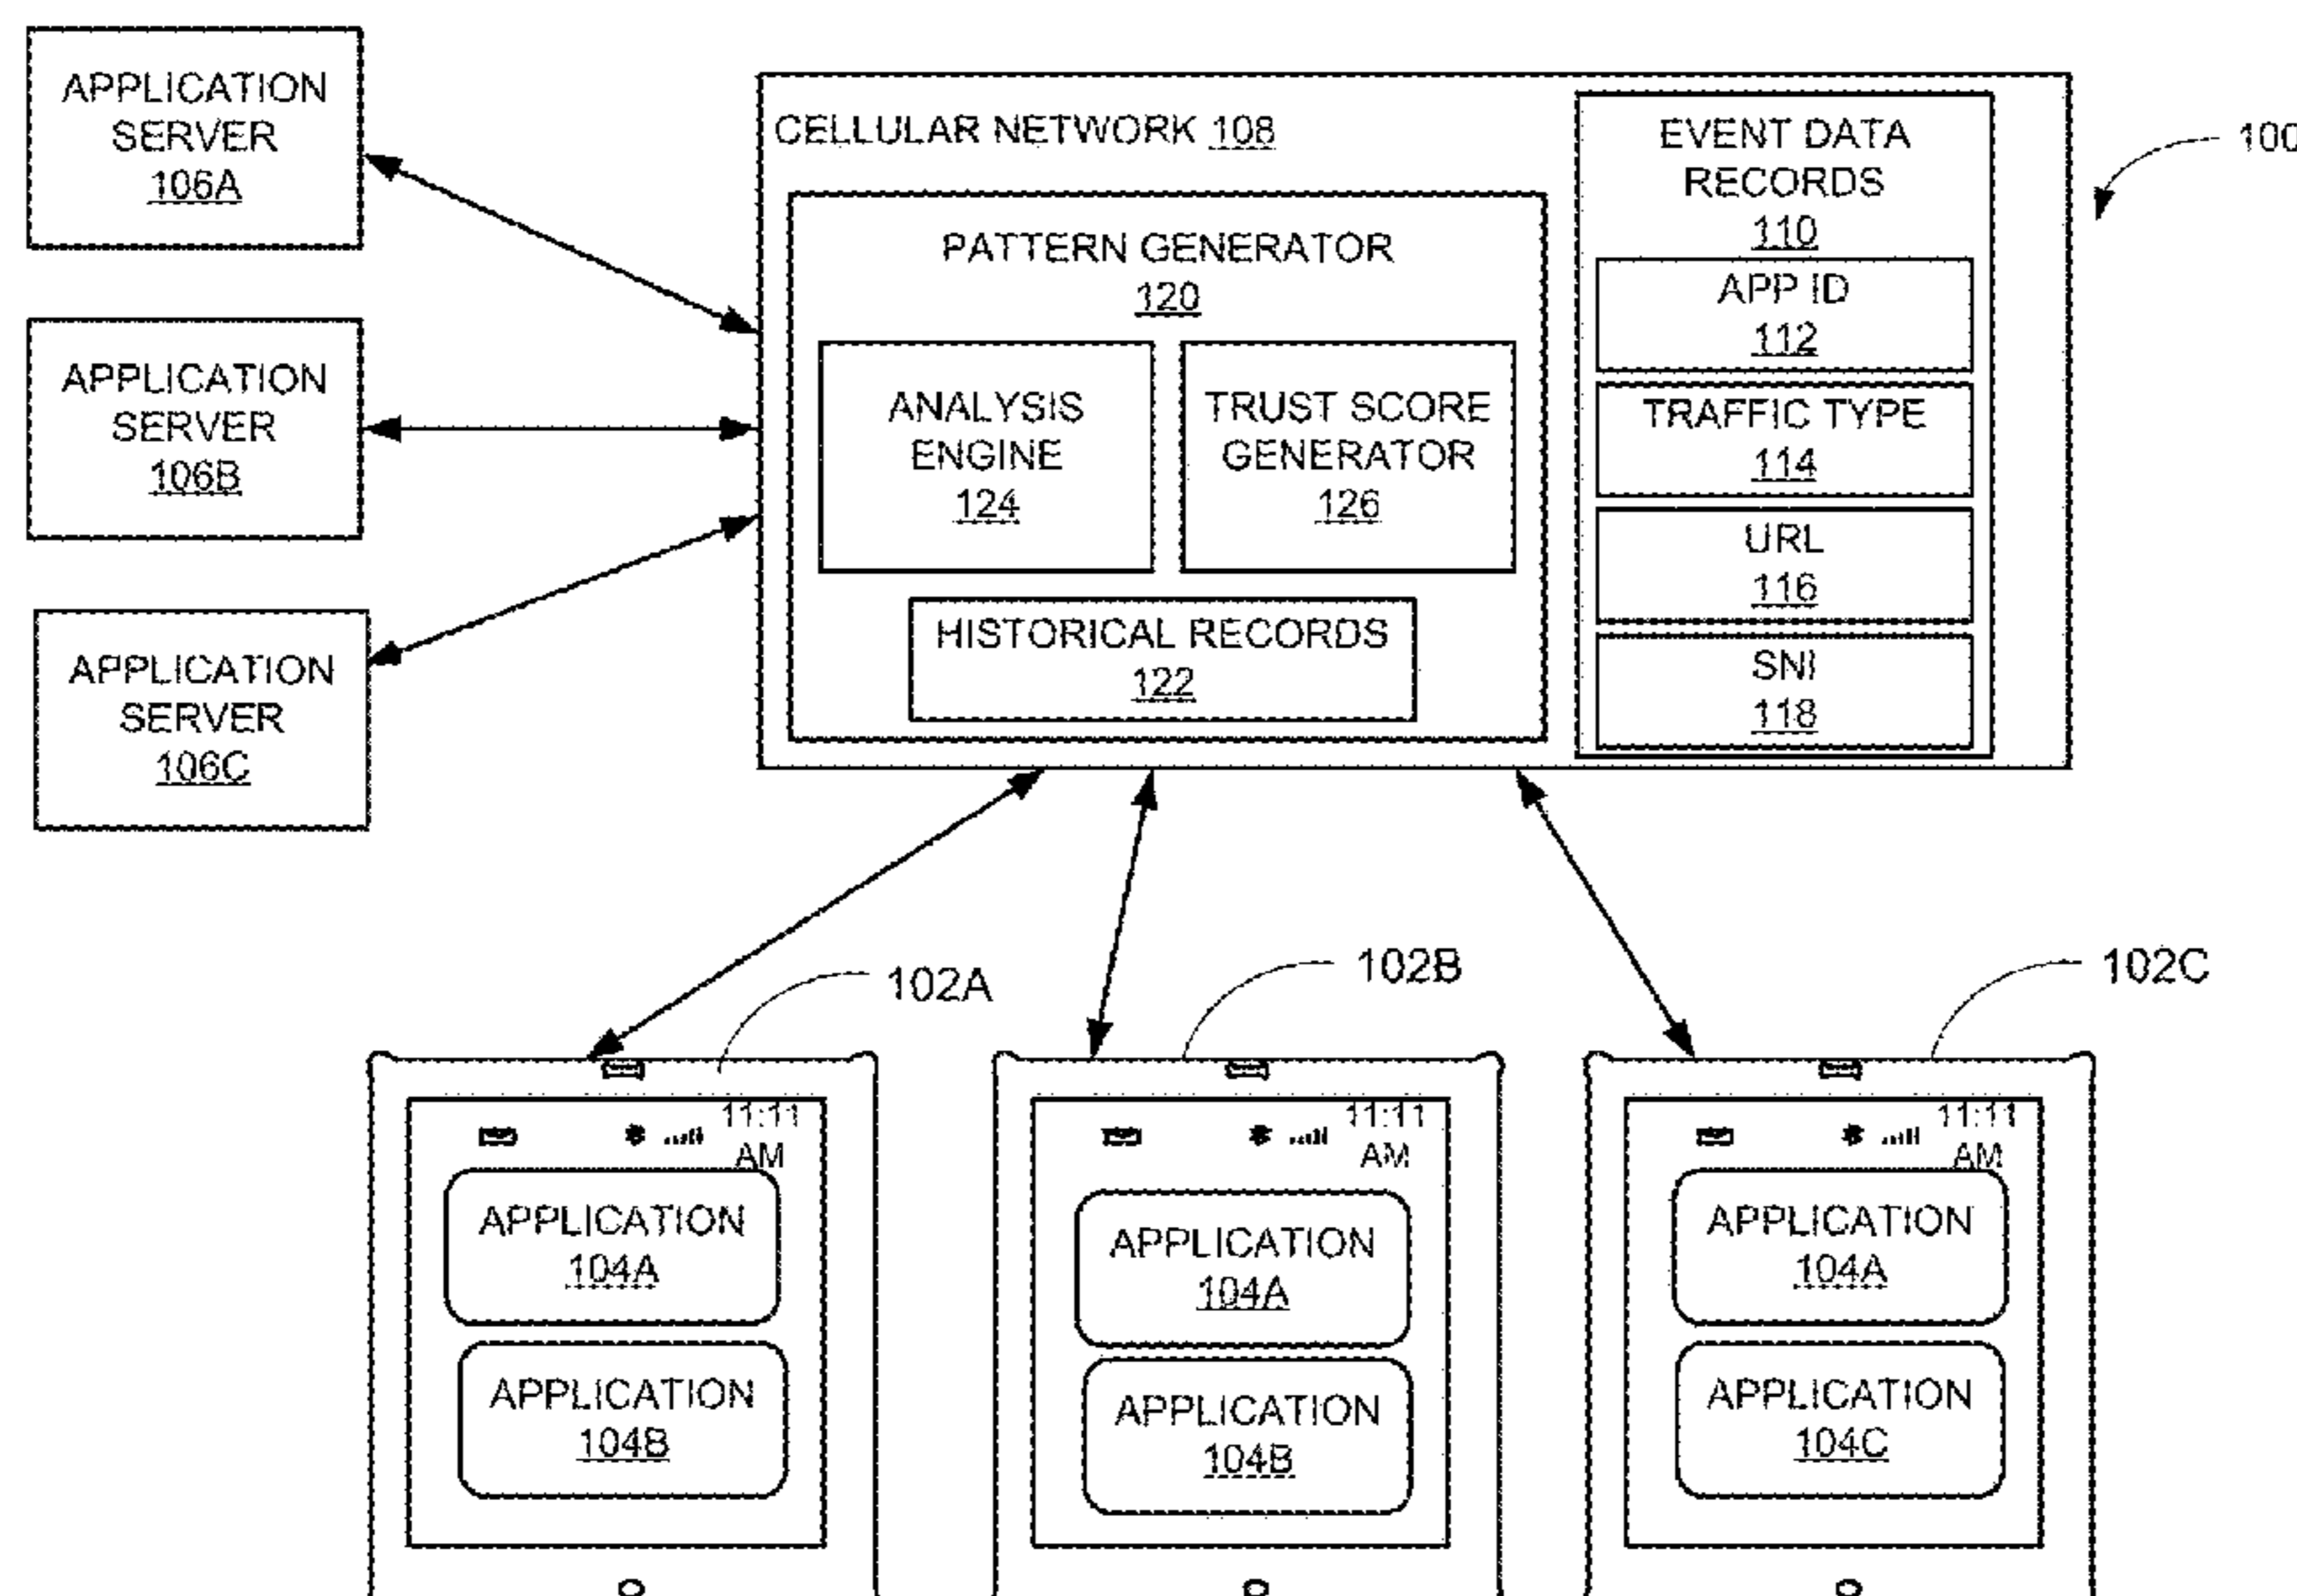 APPLICATION
SERVER
106A
APPLICATION
SERVER
106B
APPLICATION
SERVER
106C
CELLULAR NETWORK 108
PATTERN GENERATOR
120
ANALYSIS
ENGINE
124
TRUST SCORE
GENERATOR
126
HISTORICAL RECORDS
122
EVENT DATA
RECORDS
110
APP ID
112
TRAFFIC TYPE
114
URL
116
SNI
118
100
102A
102B
102C
11:11
AM
APPLICATION
104A
APPLICATION
104B
11:11
AM
APPLICATION
104A
APPLICATION
104B
11:11
AM
APPLICATION
104A
APPLICATION
104C